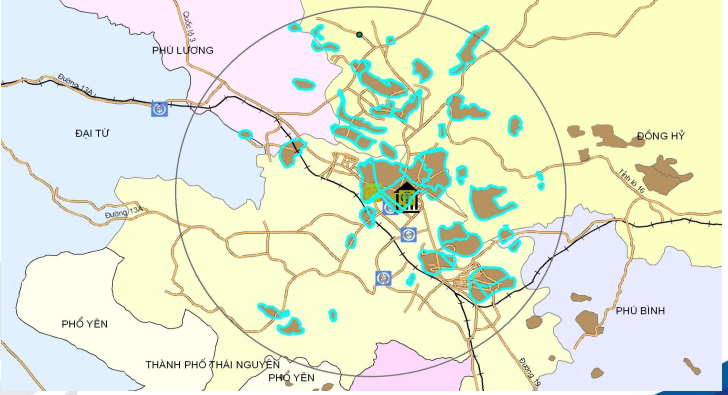 Quốc lộ 3
PHÚ LƯƠNG
Đường 13A
ĐẠI TỪ
ĐỒNG HỶ
Tỉnh lộ 16
Đường 13A
PHÚ BÌNH
PHỔ YÊN
THÀNH PHỐ THÁI NGUYÊN
PHỔ YÊN
Đường 19